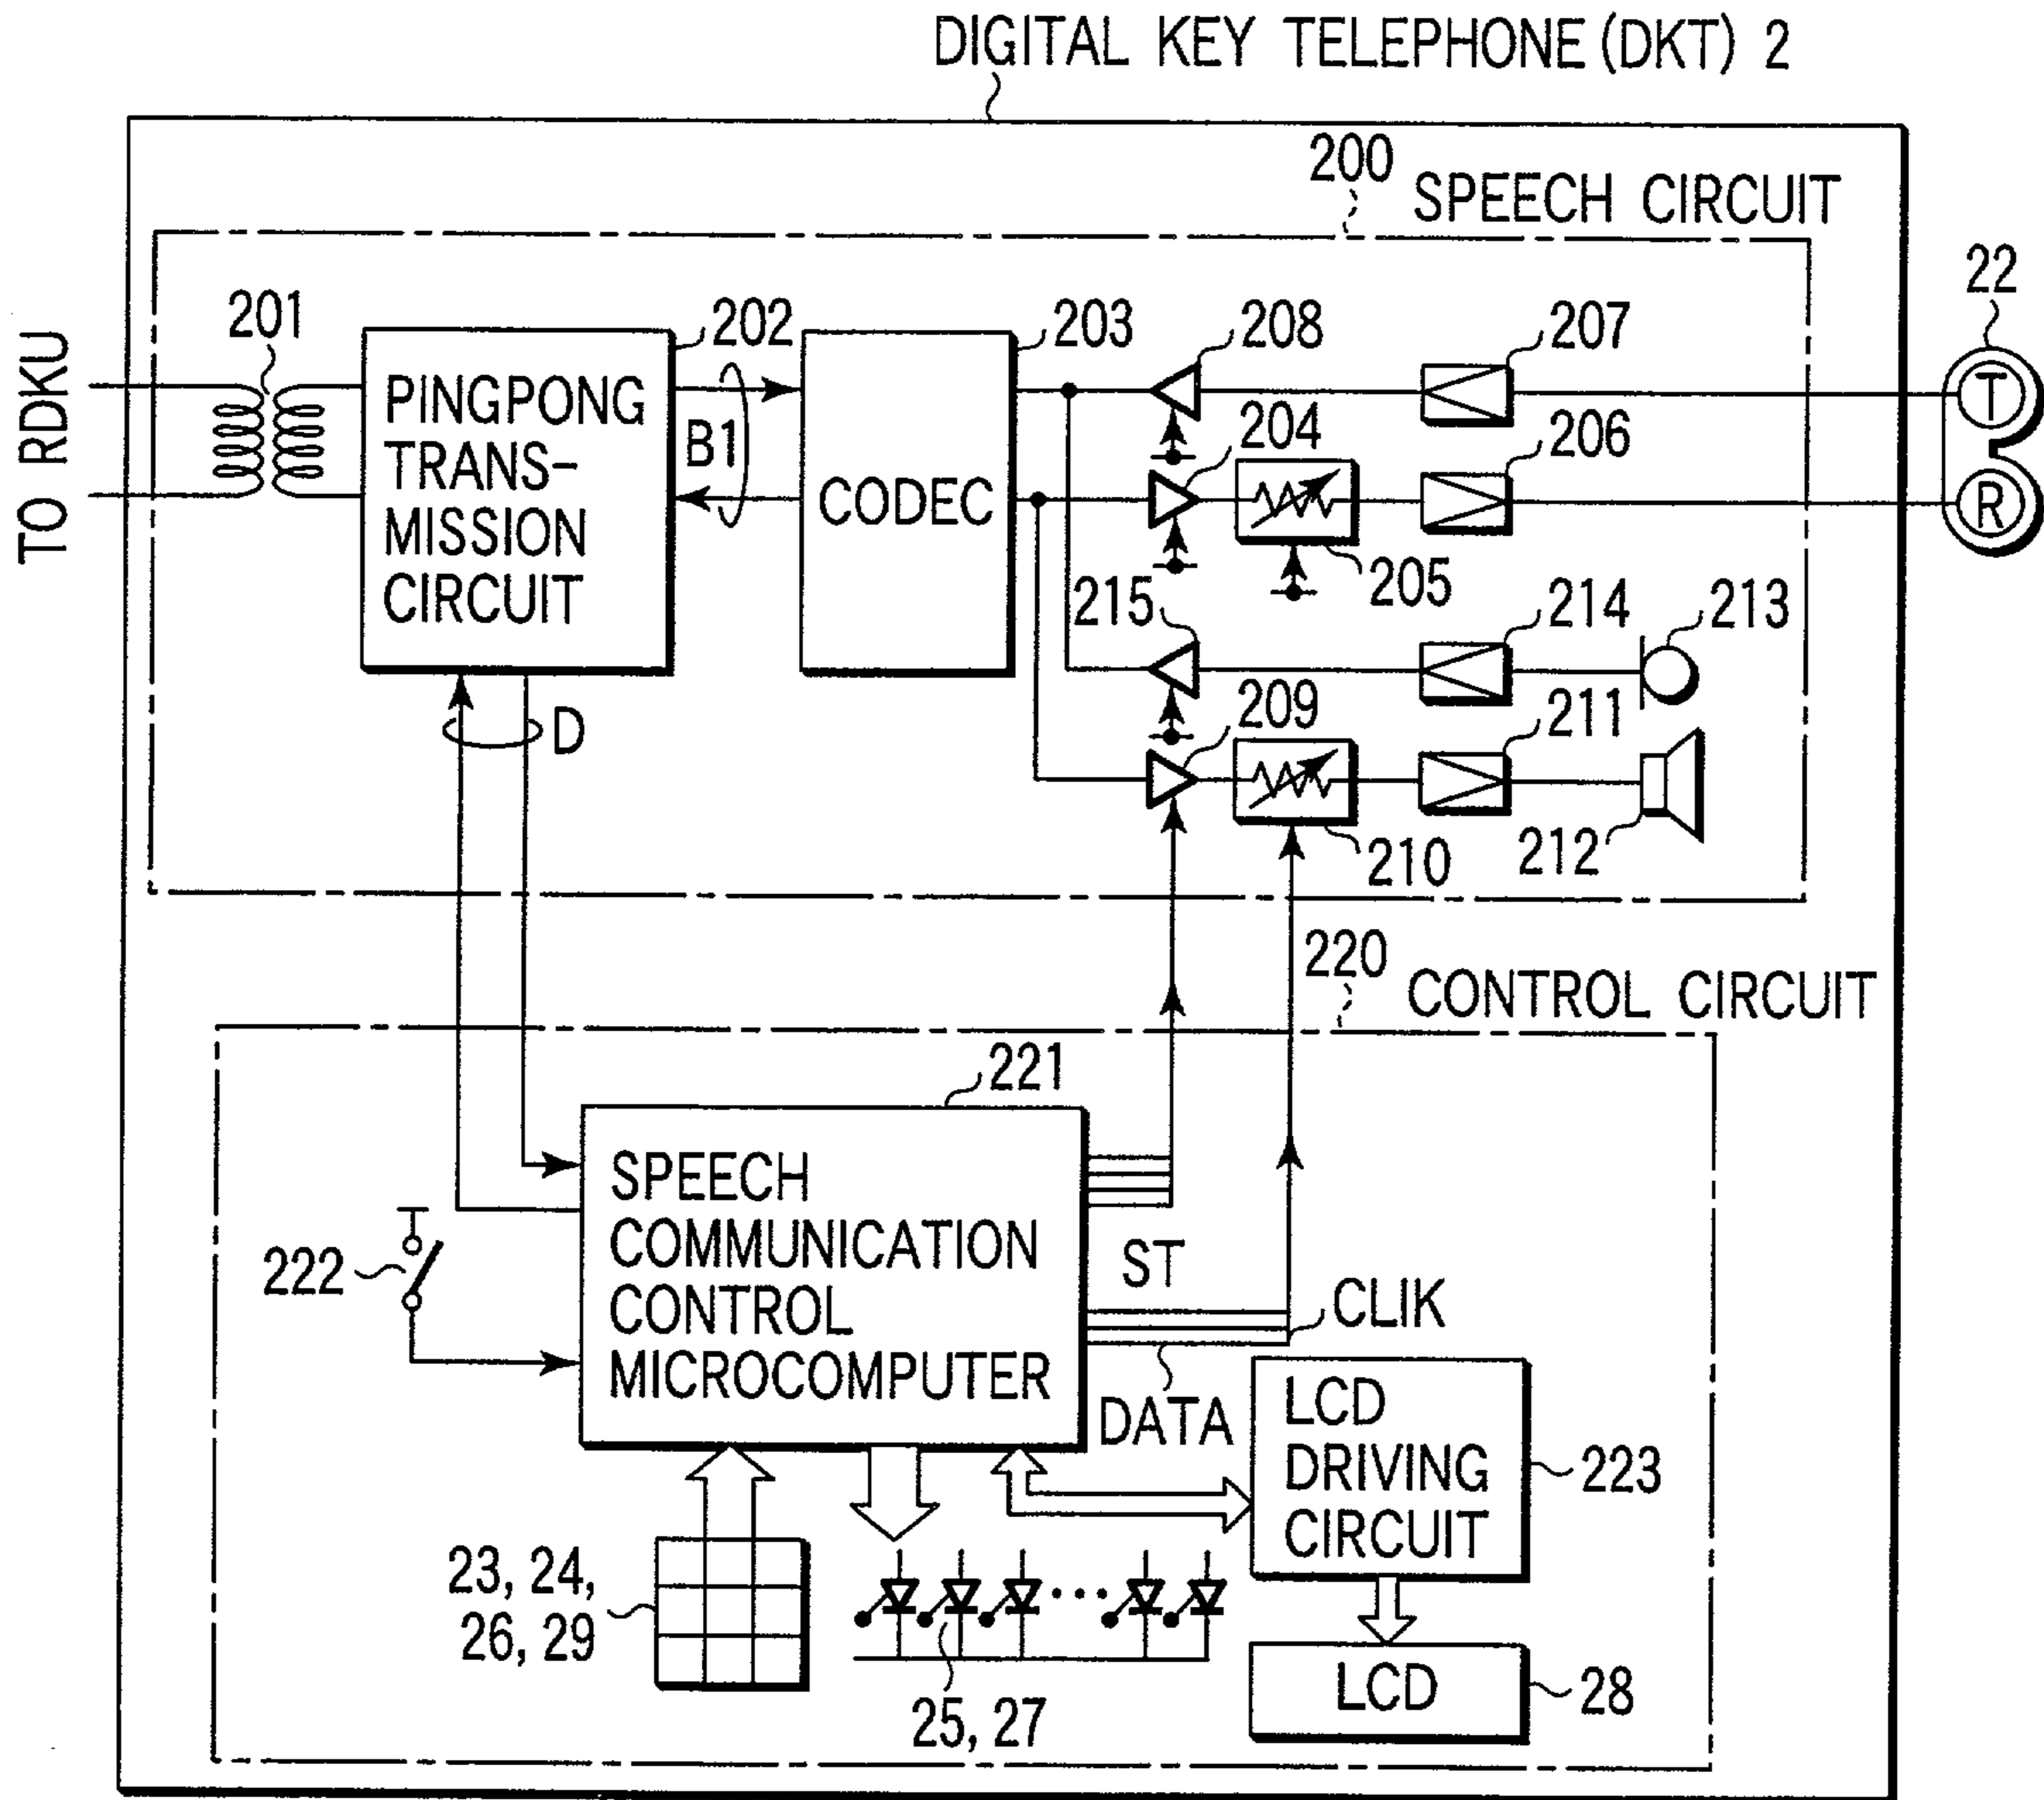 DIGITAL KEY TELEPHONE (DKT) 2
200
SPEECH CIRCUIT
TO RDKU
201
PINGPONG
TRANS-
MISSION
CIRCUIT
202
B1
CODEC
203
208
207
22
T
204
206
R
205
215
214
213
D
209
211
210
212
220
CONTROL CIRCUIT
221
SPEECH
COMMUNICATION
CONTROL
MICROCOMPUTER
222
ST
CLIK
DATA
LCD
DRIVING
CIRCUIT
223
23, 24,
26, 29
25, 27
LCD
28